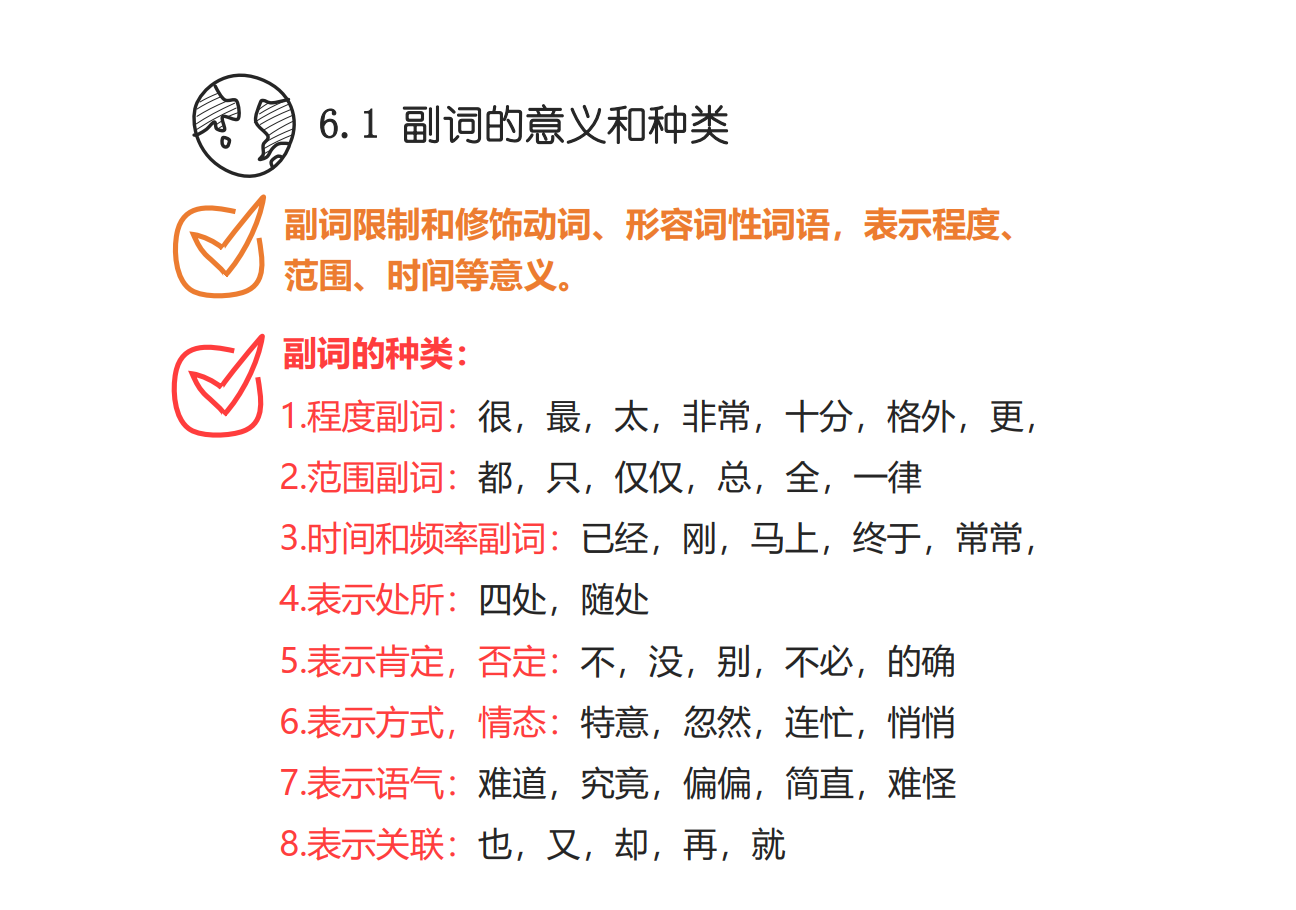 6.1 副词的意义和种类
副词限制和修饰动词、形容词性词语，表示程度、
范围、时间等意义。
副词的种类：
1.程度副词：很，最，太，非常，十分，格外，更，
2.范围副词：都，只，仅仅，总，全，一律
3.时间和频率副词：已经，刚，马上，终于，常常，
4.表示处所：四处，随处
5.表示肯定，否定：不，没，别，不必，的确
6.表示方式，情态：特意，忽然，连忙，悄悄
7.表示语气：难道，究竟，偏偏，简直，难怪
8.表示关联：也，又，却，再，就